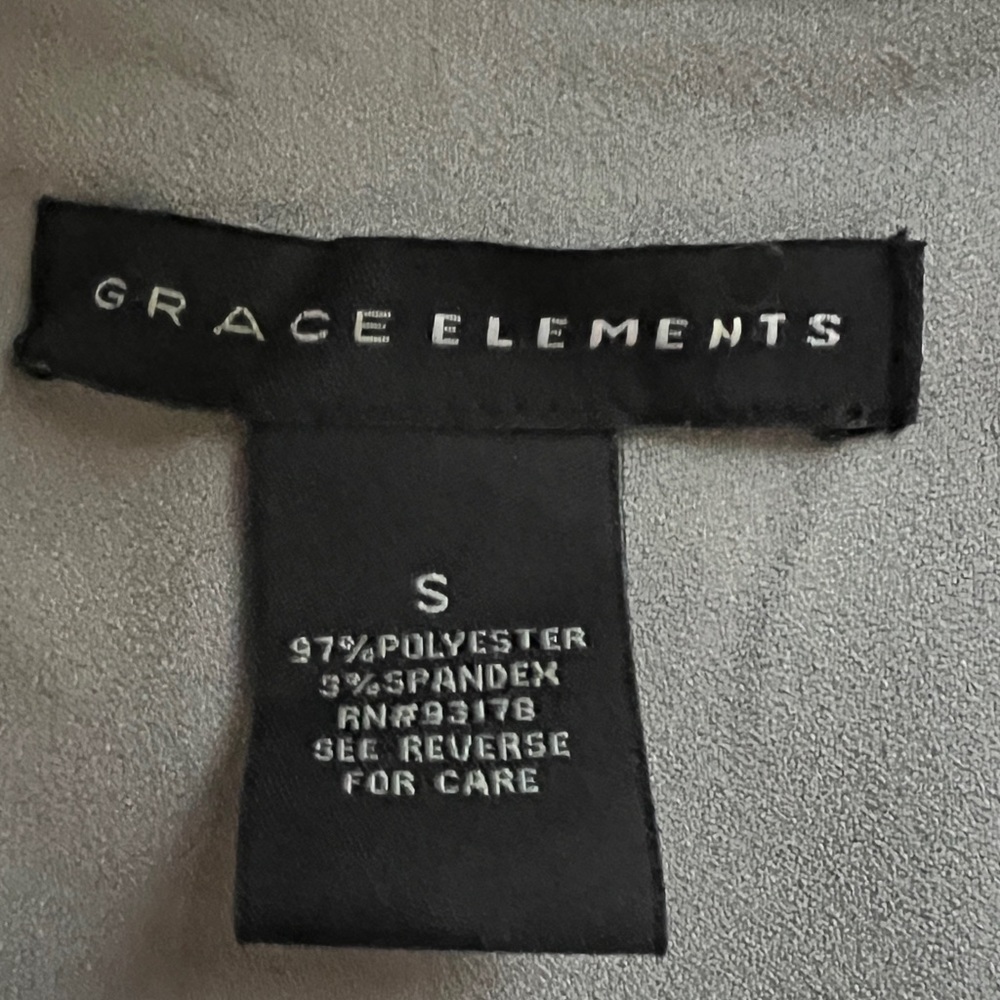 GRACE ELEMENTS
S
97%POLYESTER
3%SPANDEX
RN#93178
SEE REVERSE
FOR CARE